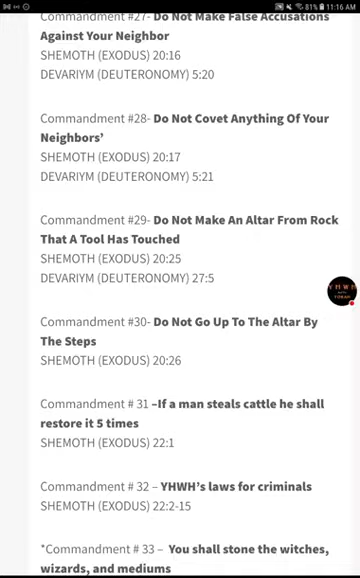 81% 11:16 AM
Commandment #27- Do Not Make False Accusations
Against Your Neighbor
SHEMOTH (EXODUS) 20:16
DEVARIYM (DEUTERONOMY) 5:20
Commandment #28- Do Not Covet Anything Of Your
Neighbors’
SHEMOTH (EXODUS) 20:17
DEVARIYM (DEUTERONOMY) 5:21
Commandment #29- Do Not Make An Altar From Rock
That A Tool Has Touched
SHEMOTH (EXODUS) 20:25
DEVARIYM (DEUTERONOMY) 27:5
Commandment #30- Do Not Go Up To The Altar By
The Steps
SHEMOTH (EXODUS) 20:26
Commandment # 31 –If a man steals cattle he shall
restore it 5 times
SHEMOTH (EXODUS) 22:1
Commandment # 32 – YHWH’s laws for criminals
SHEMOTH (EXODUS) 22:2-15
*Commandment # 33 – You shall stone the witches,
wizards, and mediums